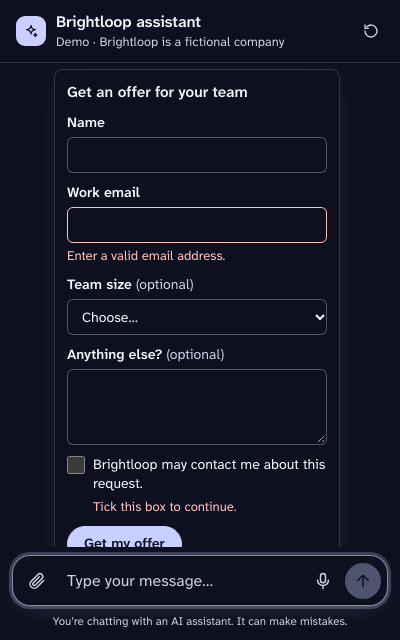 Brightloop assistant
Demo · Brightloop is a fictional company
Get an offer for your team
Name
Work email
Enter a valid email address.
Team size (optional)
Choose...
Anything else? (optional)
Brightloop may contact me about this
request.
Tick this box to continue.
Get my offer
Type your message...
You're chatting with an AI assistant. It can make mistakes.